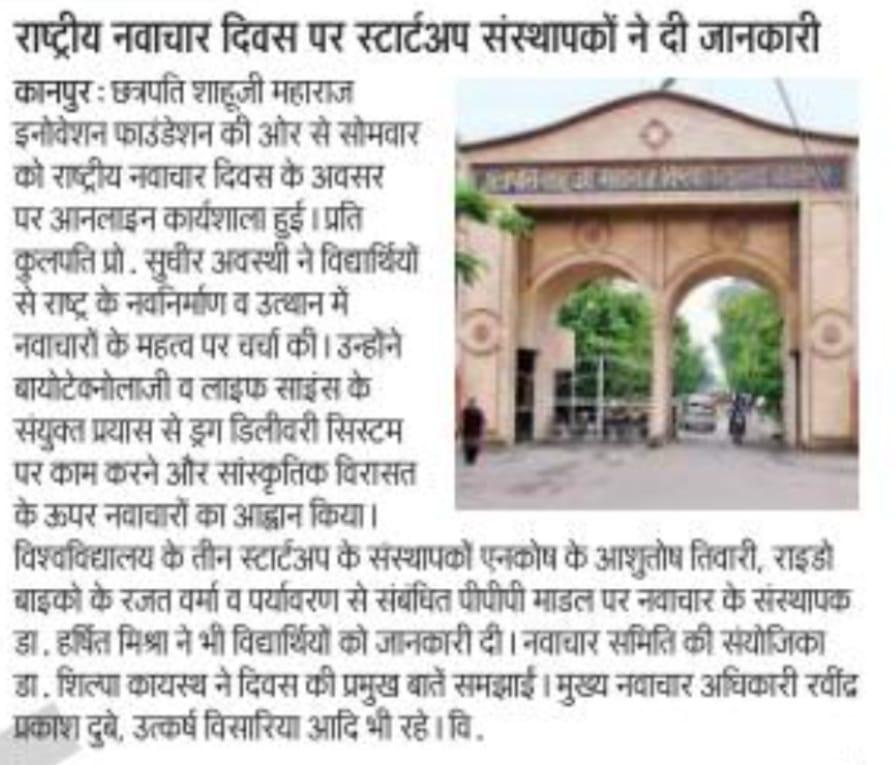 राष्ट्रीय नवाचार दिवस पर स्टार्टअप संस्थापकों ने दी जानकारी
कानपुर : छत्रपति शाहूजी महाराज
इनोवेशन फाउंडेशन की ओर से सोमवार
को राष्ट्रीय नवाचार दिवस के अवसर
पर आनलाइन कार्यशाला हुई । प्रति
कुलपति प्रो . सुधीर अवस्थी ने विद्यार्थियों
से राष्ट्र के नवनिर्माण व उत्थान में
नवाचारों के महत्व पर चर्चा की । उन्होंने
बायोटेक्नोलाजी व लाइफ साइंस के
संयुक्त प्रयास से ड्रग डिलीवरी सिस्टम
पर काम करने और सांस्कृतिक विरासत
के ऊपर नवाचारों का आह्वान किया ।
विश्वविद्यालय के तीन स्टार्टअप के संस्थापकों एनकोष के आशुतोष तिवारी, राइडो
बाइको के रजत वर्मा व पर्यावरण से संबंधित पीपीपी माडल पर नवाचार के संस्थापक
डा . हर्षित मिश्रा ने भी विद्यार्थियों को जानकारी दी । नवाचार समिति की संयोजिका
डा . शिल्पा कायस्थ ने दिवस की प्रमुख बातें समझाईं । मुख्य नवाचार अधिकारी रवींद्र
प्रकाश दुबे, उत्कर्ष विसारिया आदि भी रहे । वि .